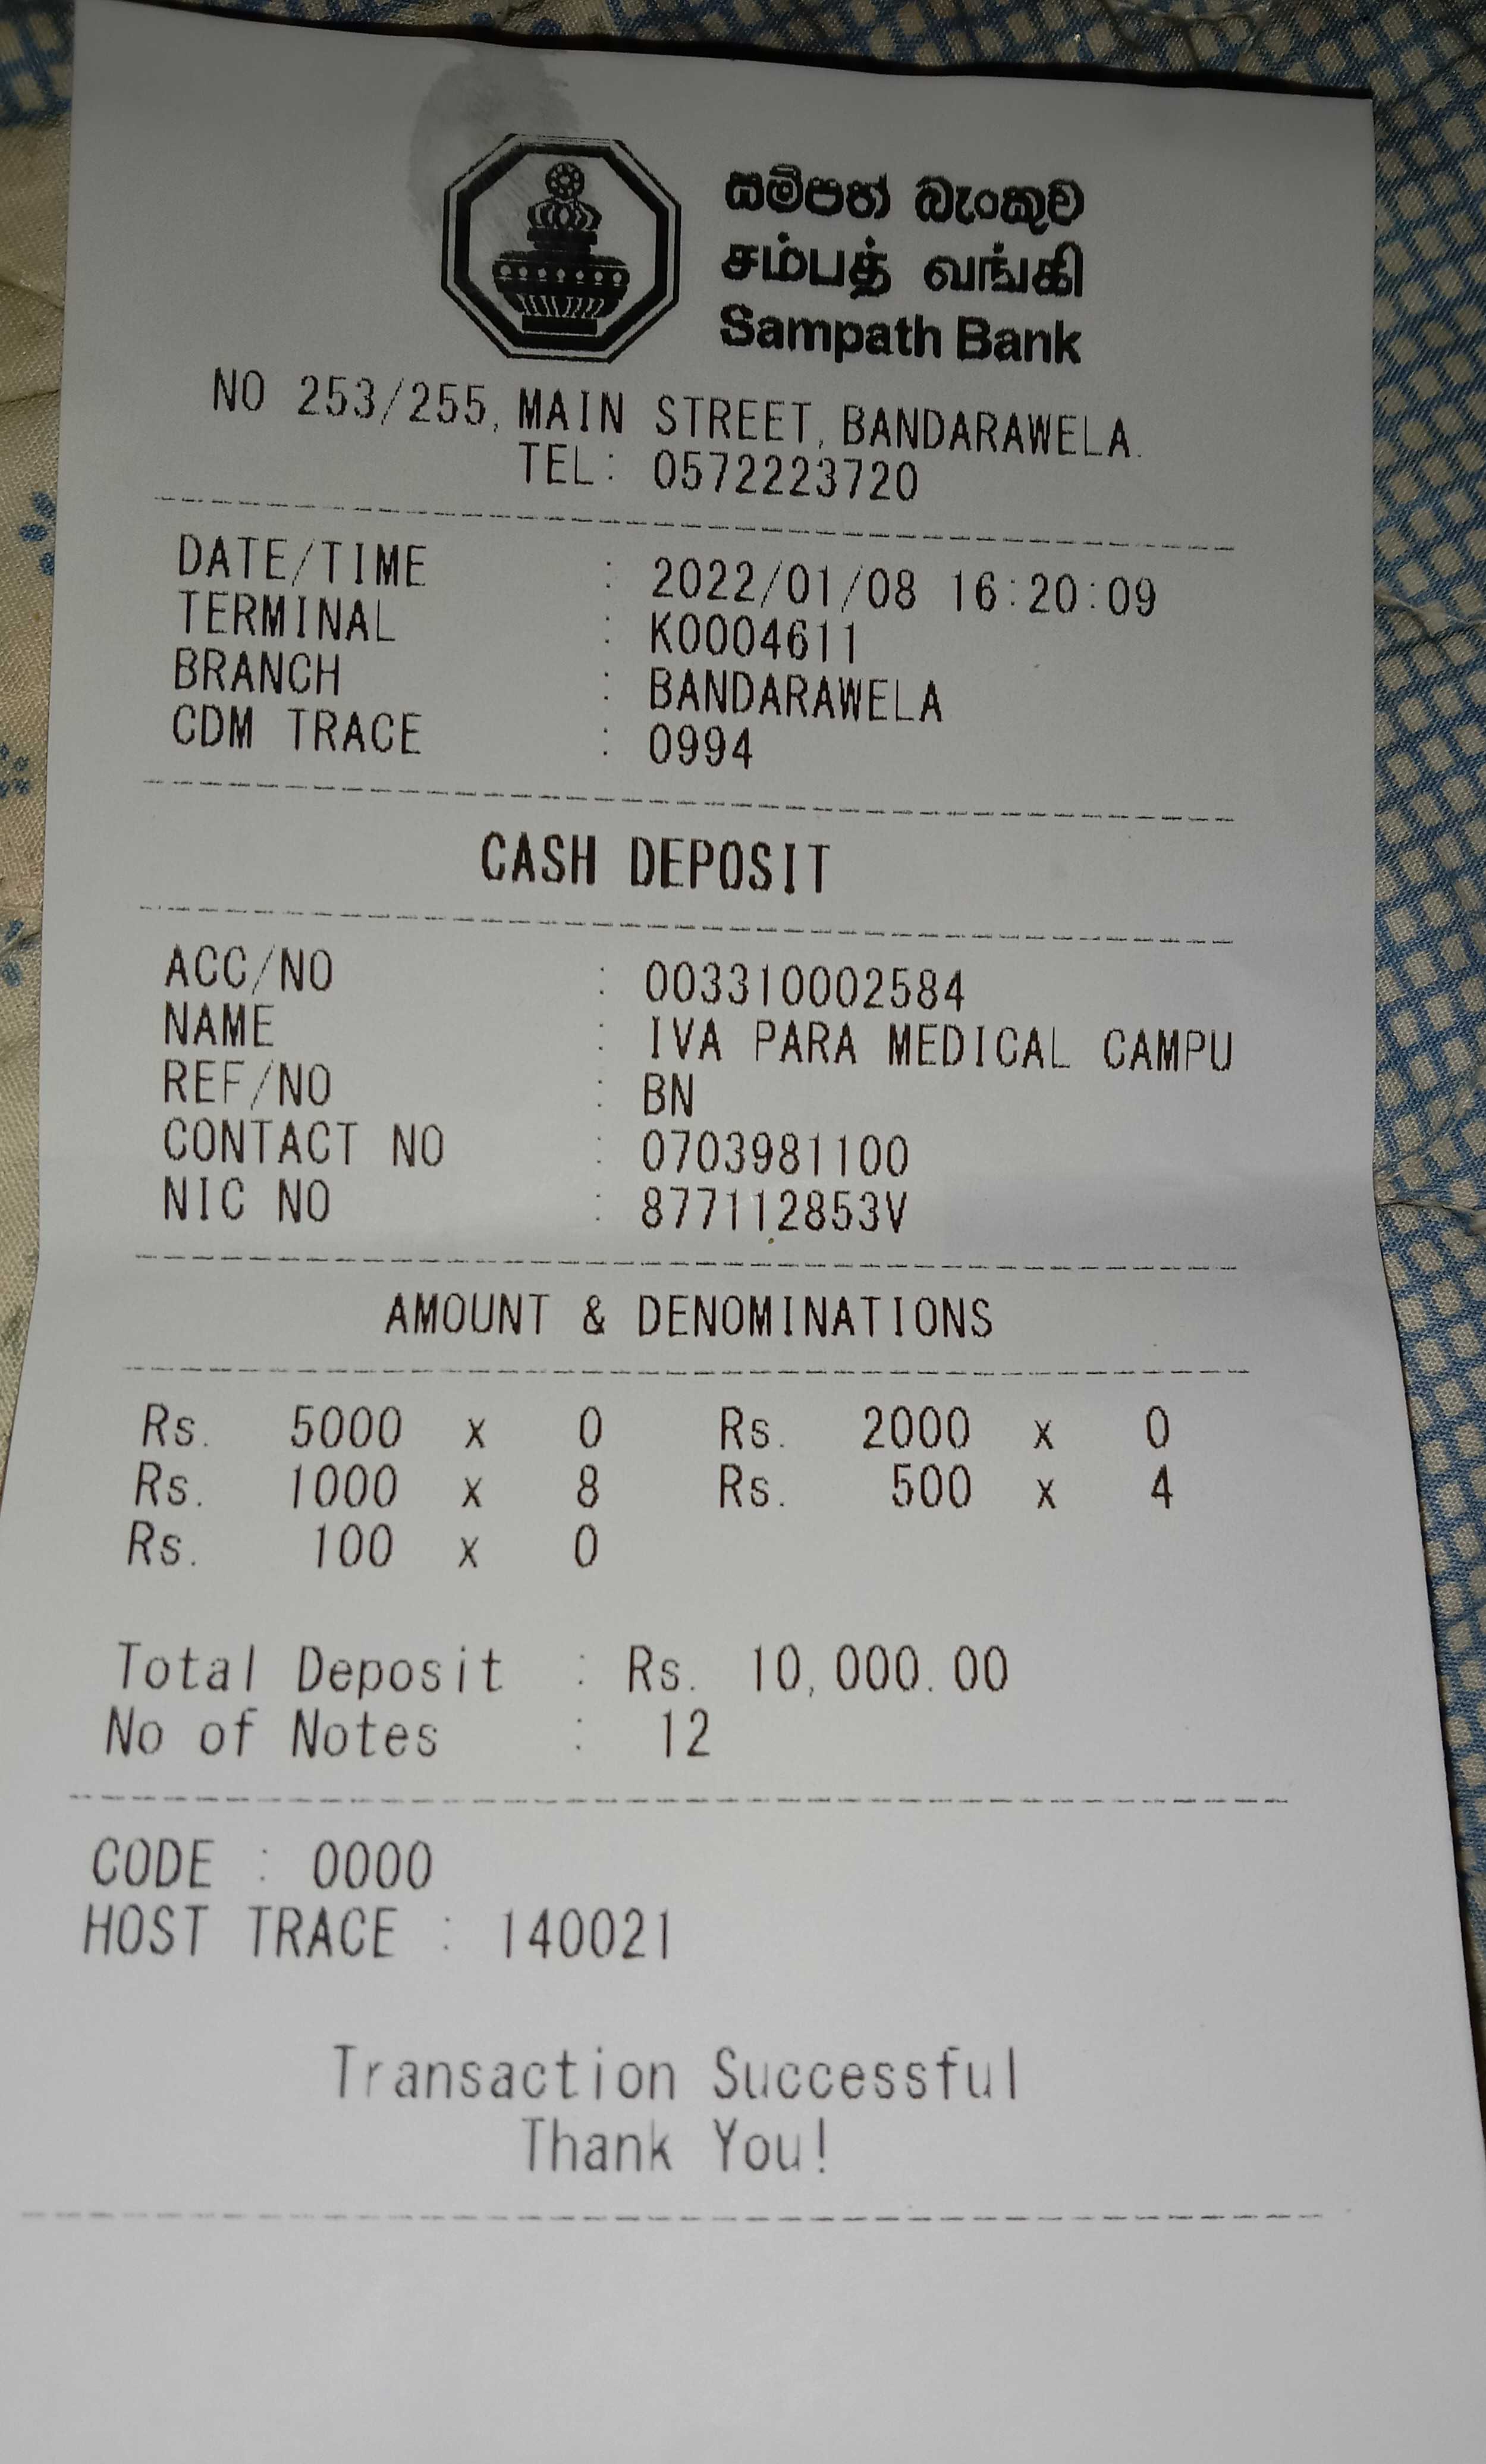 සම්පත් බැංකුව
சம்பத் வங்கி
Sampath Bank
NO 253/255, MAIN STREET, BANDARAWELA.
TEL: 0572223720
DATE/TIME : 2022/01/08 16:20:09
TERMINAL : K0004611
BRANCH : BANDARAWELA
CDM TRACE : 0994
CASH DEPOSIT
ACC/NO : 003310002584
NAME : IVA PARA MEDICAL CAMPU
REF/NO : BN
CONTACT NO : 0703981100
NIC NO : 877112853V
AMOUNT & DENOMINATIONS
Rs. 5000 x 0 Rs. 2000 x 0
Rs. 1000 x 8 Rs. 500 x 4
Rs. 100 x 0
Total Deposit : Rs. 10,000.00
No of Notes : 12
CODE : 0000
HOST TRACE : 140021
Transaction Successful
Thank You!